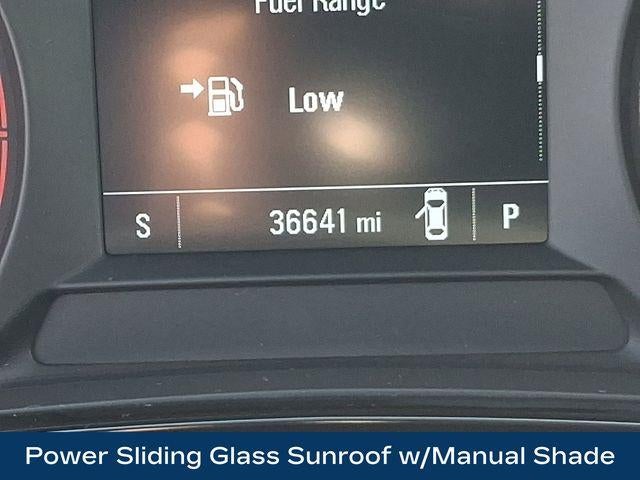 Fuel Range
Low
S 36641 mi P
Power Sliding Glass Sunroof w/Manual Shade